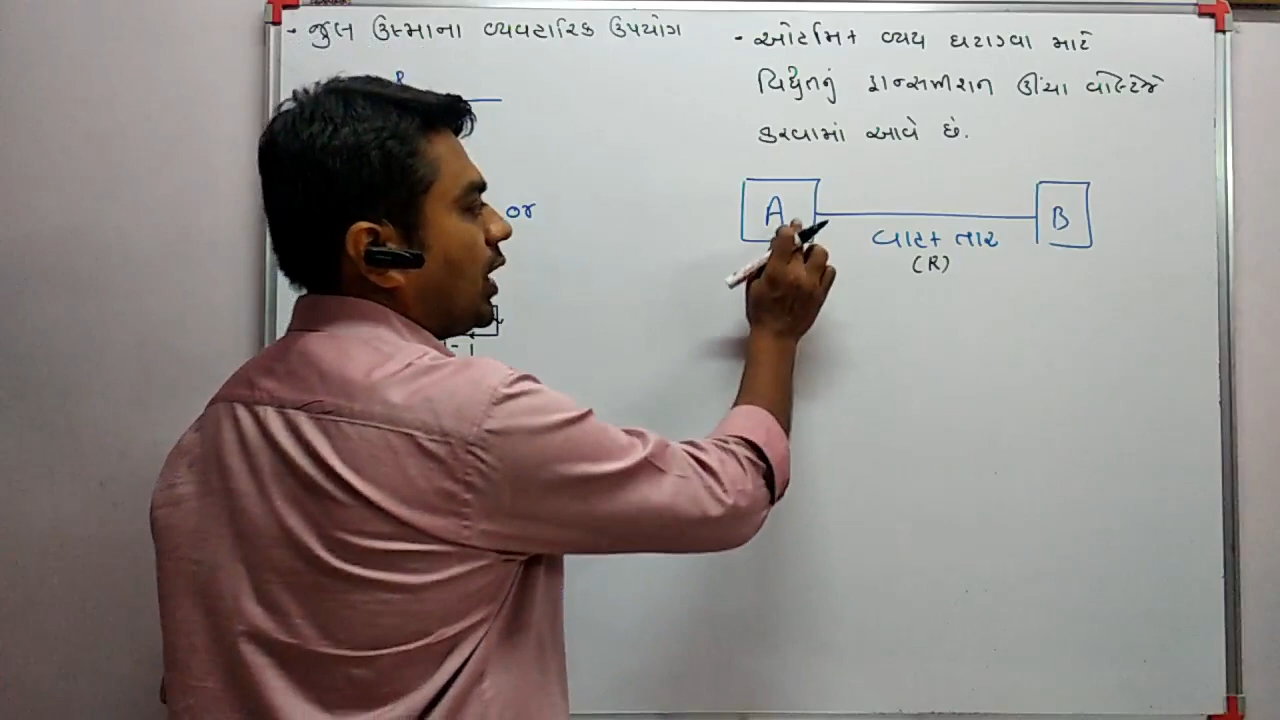 - જુલ ઉષ્માના વ્યવહારિક ઉપયોગ
R
or
- ઓહમિક વ્યય ઘટાડવા માટે
વિદ્યુતનું ટ્રાન્સમીશન ઊંચા વોલ્ટેજે
કરવામાં આવે છે.
A
B
વાહક તાર
(R)